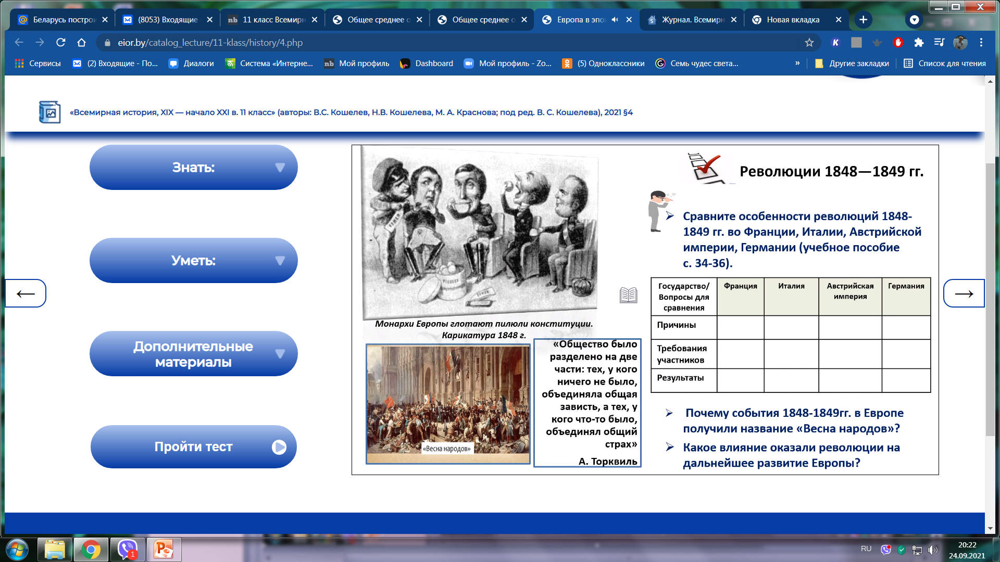 Беларусь построи
(8053) Входящие -
11 класс Всемирн
Общее среднее о
Общее среднее о
Европа в эпох
Журнал. Всемирн
Новая вкладка
eior.by/catalog_lecture/11-klass/history/4.php
Сервисы
(2) Входящие - По...
Диалоги
Система «Интерне...
nb
Мой профиль
Dashboard
Мой профиль - Zo...
(5) Одноклассники
Семь чудес света...
»
Другие закладки
Список для чтения
«Всемирная история, XIX — начало XXI в. 11 класс» (авторы: В.С. Кошелев, Н.В. Кошелева, М. А. Краснова; под ред. В. С. Кошелева), 2021 §4
Знать:
Уметь:
Дополнительные
материалы
Пройти тест
Монархи Европы глотают пилюли конституции.
Карикатура 1848 г.
«Весна народов»
«Общество было
разделено на две
части: тех, у кого
ничего не было,
объединяла общая
зависть, а тех, у
кого что-то было,
объединял общий
страх»
А. Торквиль
Революции 1848—1849 гг.
Сравните особенности революций 1848-
1849 гг. во Франции, Италии, Австрийской
империи, Германии (учебное пособие
с. 34-36).
Государство/
Вопросы для
сравнения
Франция
Италия
Австрийская
империя
Германия
Причины
Требования
участников
Результаты
Почему события 1848-1849гг. в Европе
получили название «Весна народов»?
Какое влияние оказали революции на
дальнейшее развитие Европы?
1
RU
20:22
24.09.2021